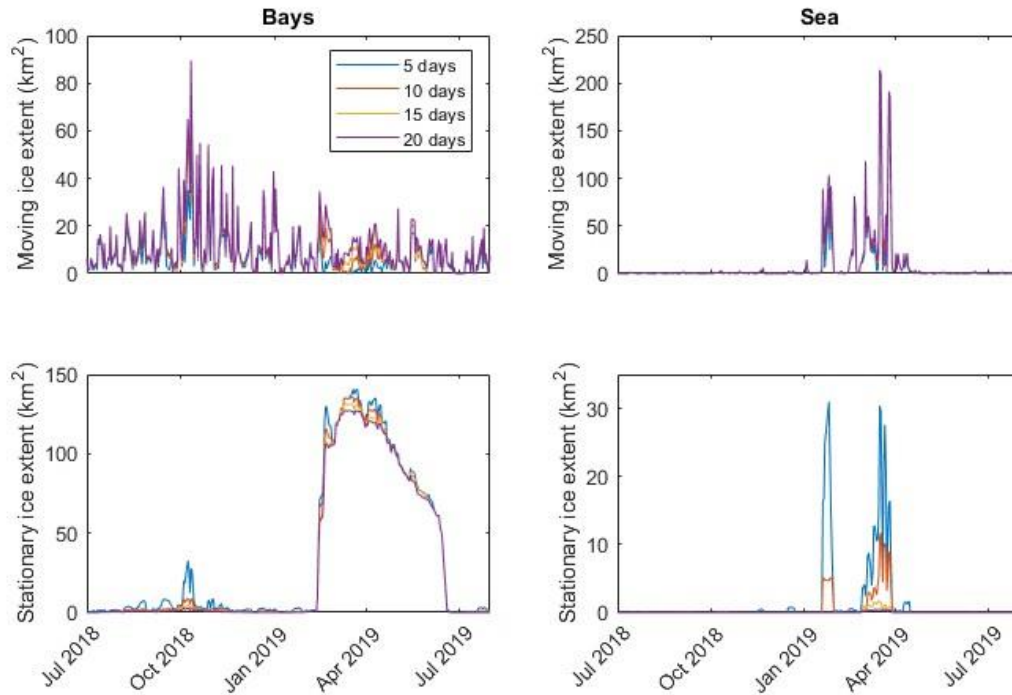 Bays
Sea
Moving ice extent (km²)
100
80
60
40
20
0
5 days
10 days
15 days
20 days
Moving ice extent (km²)
250
200
150
100
50
0
Stationary ice extent (km²)
150
100
50
0
Jul 2018
Oct 2018
Jan 2019
Apr 2019
Jul 2019
Stationary ice extent (km²)
30
20
10
0
Jul 2018
Oct 2018
Jan 2019
Apr 2019
Jul 2019